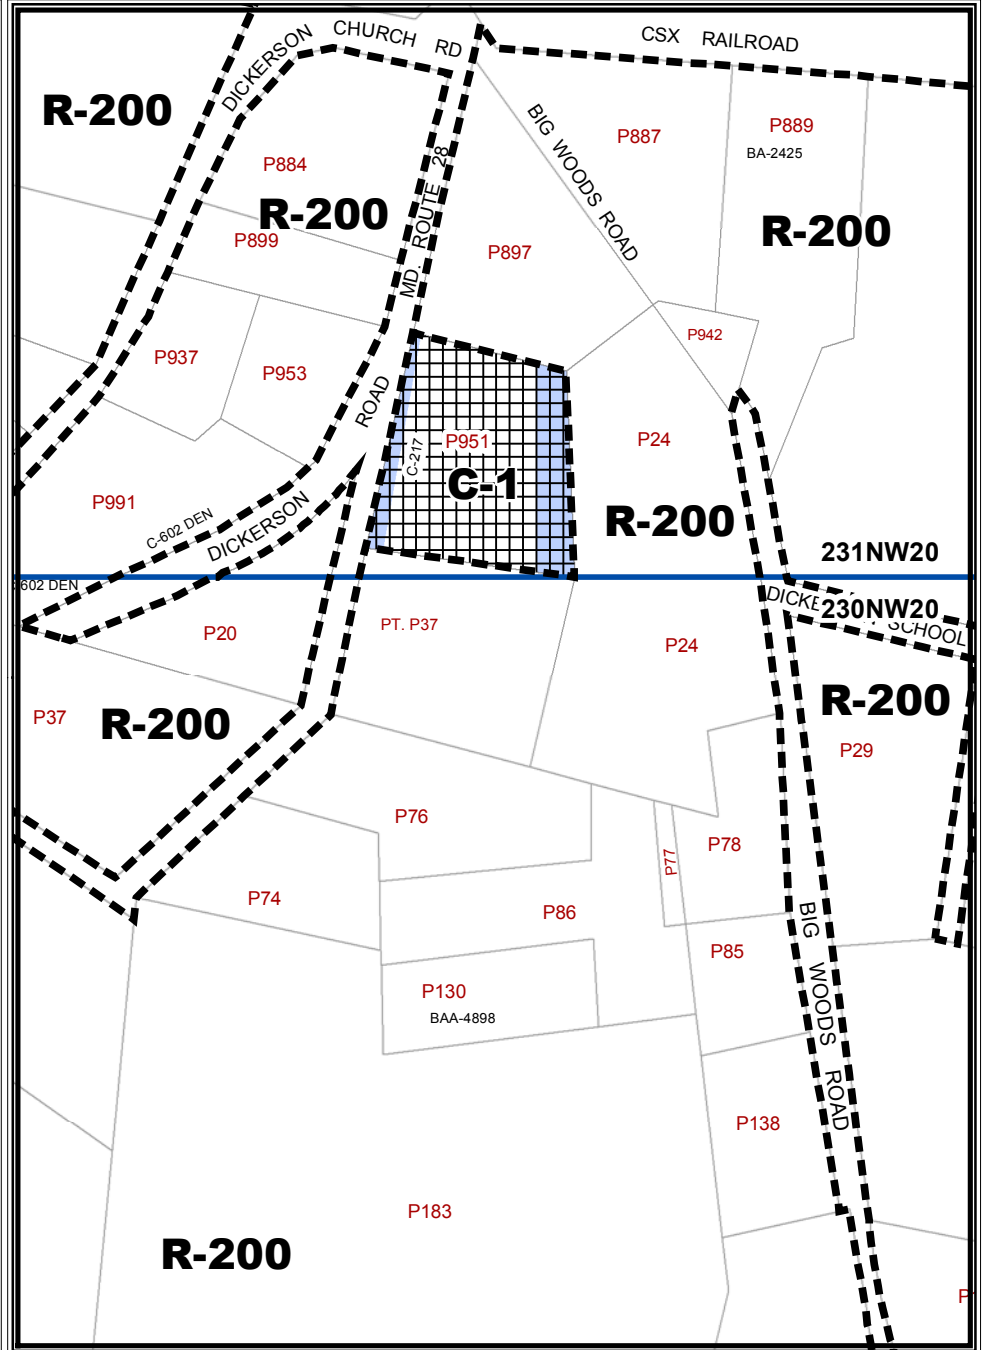 CHURCH RD
DICKERSON
CSX RAILROAD
R-200
BIG WOODS ROAD
P887
P889
BA-2425
P884
MD. ROUTE 28
R-200
R-200
P899
P897
P942
P937
P953
ROAD
P951
C-217
C-1
P24
P991
R-200
C-602 DEN
DICKERSON
231NW20
602 DEN
230NW20
SCHOOL
P20
PT. P37
P24
P37
R-200
R-200
P29
P76
P77
P78
P74
P86
BIG WOODS ROAD
P85
P130
BAA-4898
P138
P183
R-200